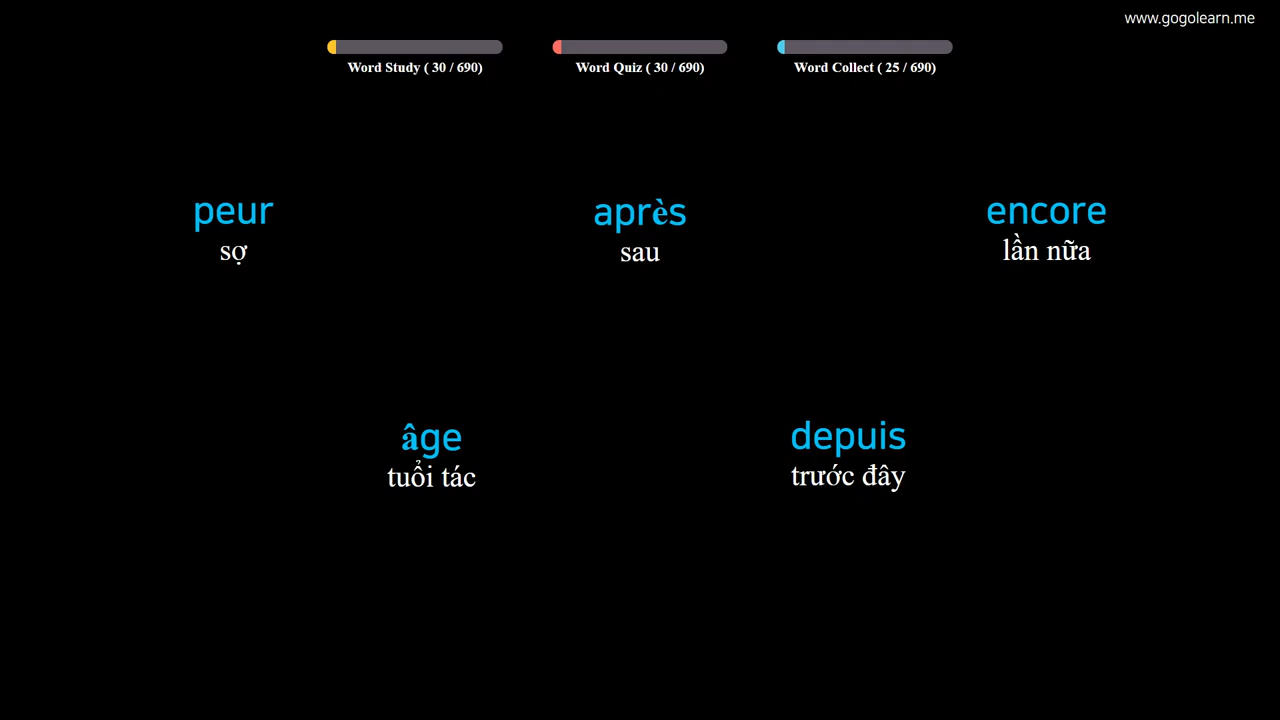 www.gogolearn.me
Word Study ( 30 / 690)
Word Quiz ( 30 / 690)
Word Collect ( 25 / 690)
peur
sợ
après
sau
encore
lần nữa
âge
tuổi tác
depuis
trước đây